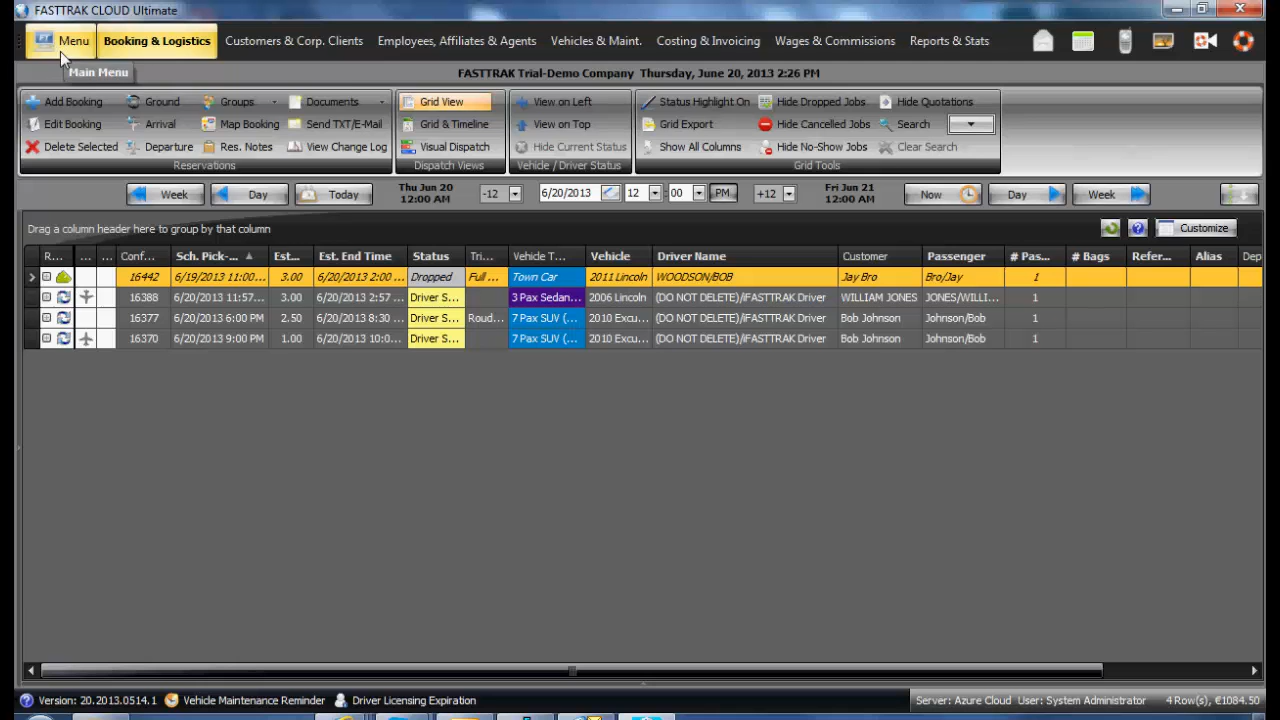 FASTTRAK CLOUD Ultimate
Menu Booking & Logistics Customers & Corp. Clients Employees, Affiliates & Agents Vehicles & Maint. Costing & Invoicing Wages & Commissions Reports & Stats
Main Menu FASTTRAK Trial-Demo Company Thursday, June 20, 2013 2:26 PM
Add Booking Ground Groups Documents Grid View View on Left Status Highlight On Hide Dropped Jobs Hide Quotations
Edit Booking Arrival Map Booking Send TXT/E-Mail Grid & Timeline View on Top Grid Export Hide Cancelled Jobs Search
Delete Selected Departure Res. Notes View Change Log Visual Dispatch Hide Current Status Show All Columns Hide No-Show Jobs Clear Search
Reservations Dispatch Views Vehicle / Driver Status Grid Tools
Week Day Today Thu Jun 20 12:00 AM -12 6/20/2013 12 : 00 PM +12 Fri Jun 21 12:00 AM Now Day Week
Drag a column header here to group by that column Customize
R... ... ... Conf... Sch. Pick-... Est... Est. End Time Status Tri... Vehicle T... Vehicle Driver Name Customer Passenger # Pas... # Bags Refer... Alias Dep
16442 6/19/2013 11:00... 3.00 6/20/2013 2:00 ... Dropped Full ... Town Car 2011 Lincoln WOODSON/BOB Jay Bro Bro/Jay 1
16388 6/20/2013 11:57... 3.00 6/20/2013 2:57 ... Driver S... 3 Pax Sedan... 2006 Lincoln (DO NOT DELETE)/iFASTTRAK Driver WILLIAM JONES JONES/WILLI... 1
16377 6/20/2013 6:00 PM 2.50 6/20/2013 8:30 ... Driver S... Roud... 7 Pax SUV (... 2010 Excu... (DO NOT DELETE)/iFASTTRAK Driver Bob Johnson Johnson/Bob 1
16370 6/20/2013 9:00 PM 1.00 6/20/2013 10:0... Driver S... 7 Pax SUV (... 2010 Excu... (DO NOT DELETE)/iFASTTRAK Driver Bob Johnson Johnson/Bob 1
Version: 20.2013.0514.1 Vehicle Maintenance Reminder Driver Licensing Expiration Server: Azure Cloud User: System Administrator 4 Row(s), €1084.50